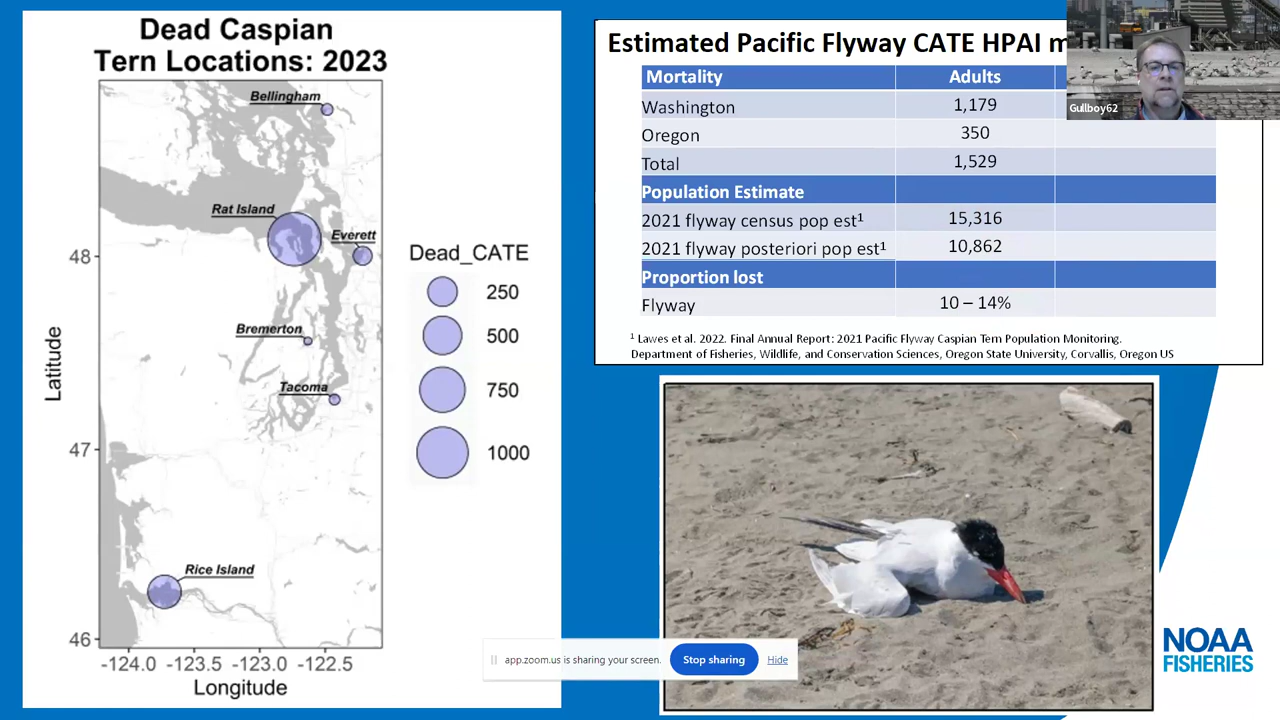 Dead Caspian
Tern Locations: 2023
Bellingham
Rat Island
Everett
Bremerton
Tacoma
Rice Island
48
47
46
Latitude
-124.0 -123.5 -123.0 -122.5
Longitude
Dead_CATE
250
500
750
1000
Estimated Pacific Flyway CATE HPAI m
Mortality Adults
Washington 1,179
Oregon 350
Total 1,529
Population Estimate
2021 flyway census pop est¹ 15,316
2021 flyway posteriori pop est¹ 10,862
Proportion lost
Flyway 10 – 14%
¹ Lawes et al. 2022. Final Annual Report: 2021 Pacific Flyway Caspian Tern Population Monitoring.
Department of Fisheries, Wildlife, and Conservation Sciences, Oregon State University, Corvallis, Oregon US
Gullboy62
app.zoom.us is sharing your screen. Stop sharing Hide
NOAA
FISHERIES